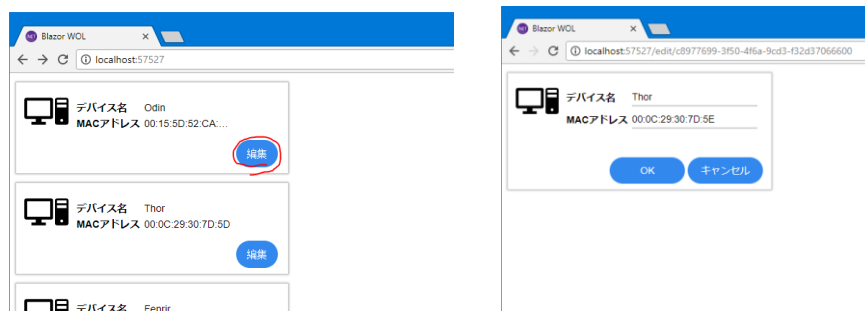 Blazor WOL
localhost:57527
デバイス名 Odin
MACアドレス 00:15:5D:52:CA:...
編集
デバイス名 Thor
MACアドレス 00:0C:29:30:7D:5D
編集
デバイス名 Fenrir
Blazor WOL
localhost:57527/edit/c8977699-3f50-4f6a-9cd3-f32d37066600
デバイス名 Thor
MACアドレス 00:0C:29:30:7D:5E
OK キャンセル